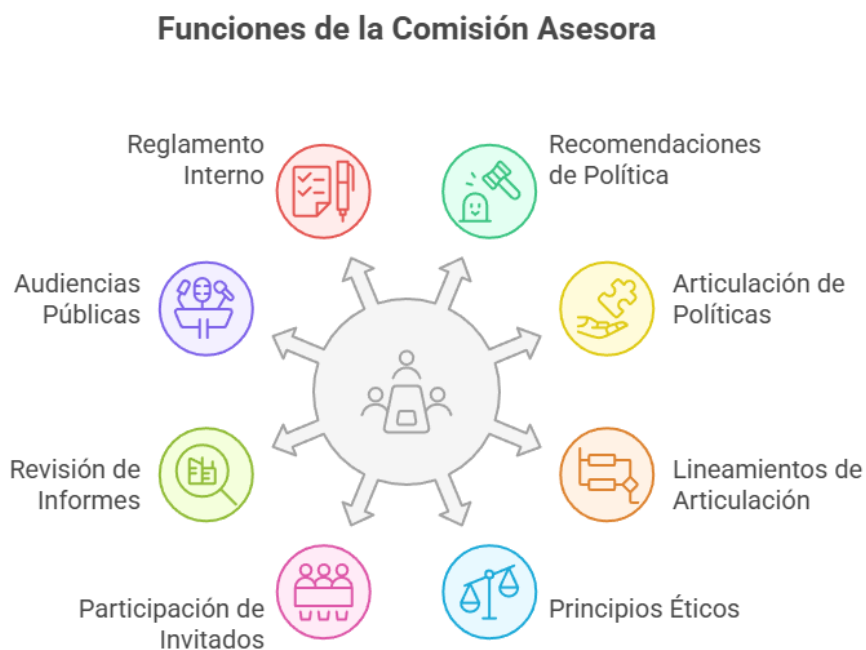 Funciones de la Comisión Asesora
Reglamento
Interno
Recomendaciones
de Política
Audiencias
Públicas
Articulación de
Políticas
Revisión de
Informes
Lineamientos de
Articulación
Participación de
Invitados
Principios Éticos